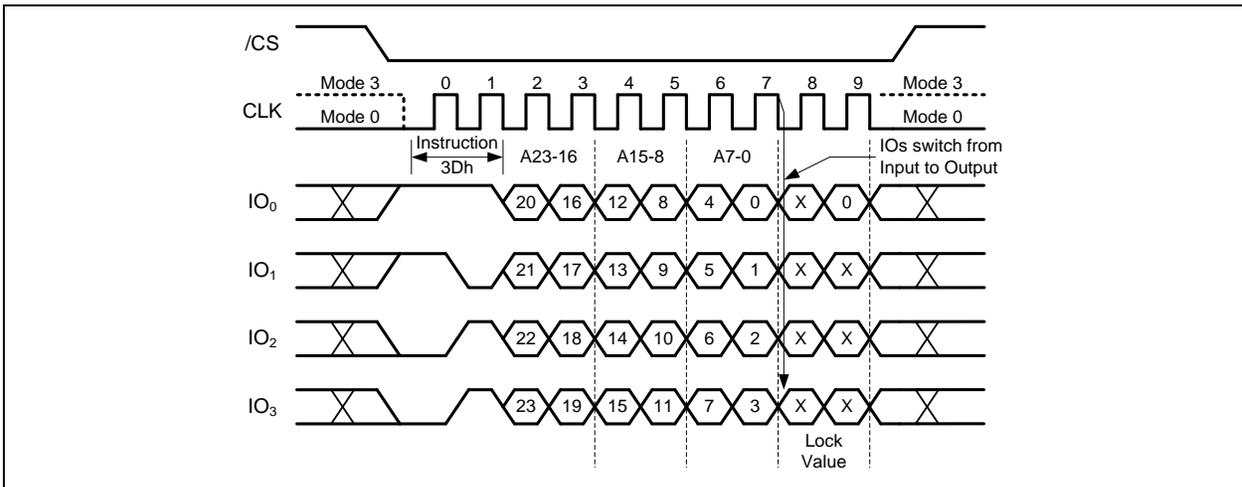 /CS
Mode 3 0 1 2 3 4 5 6 7 8 9 Mode 3
CLK
Mode 0 Mode 0
Instruction
3Dh
A23-16 A15-8 A7-0
IOs switch from
Input to Output
IO₀ 20 16 12 8 4 0 X 0
IO₁ 21 17 13 9 5 1 X X
IO₂ 22 18 14 10 6 2 X X
IO₃ 23 19 15 11 7 3 X X
Lock
Value